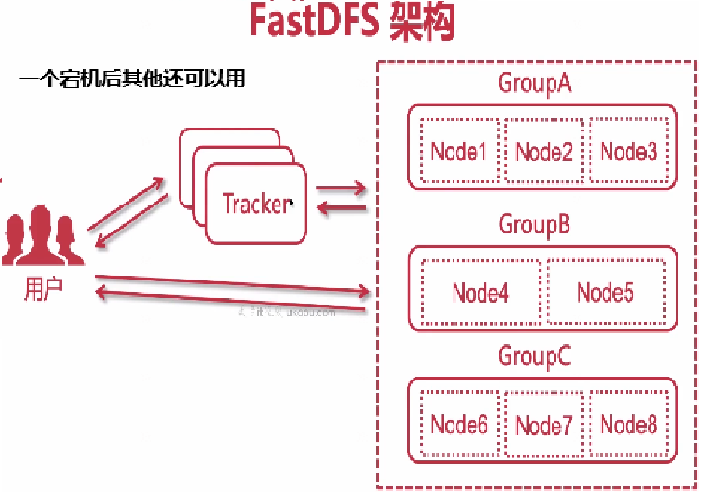 FastDFS 架构
一个宕机后其他还可以用
GroupA
Node1 Node2 Node3
Tracker
GroupB
用户
Node4 Node5
GroupC
Node6 Node7 Node8